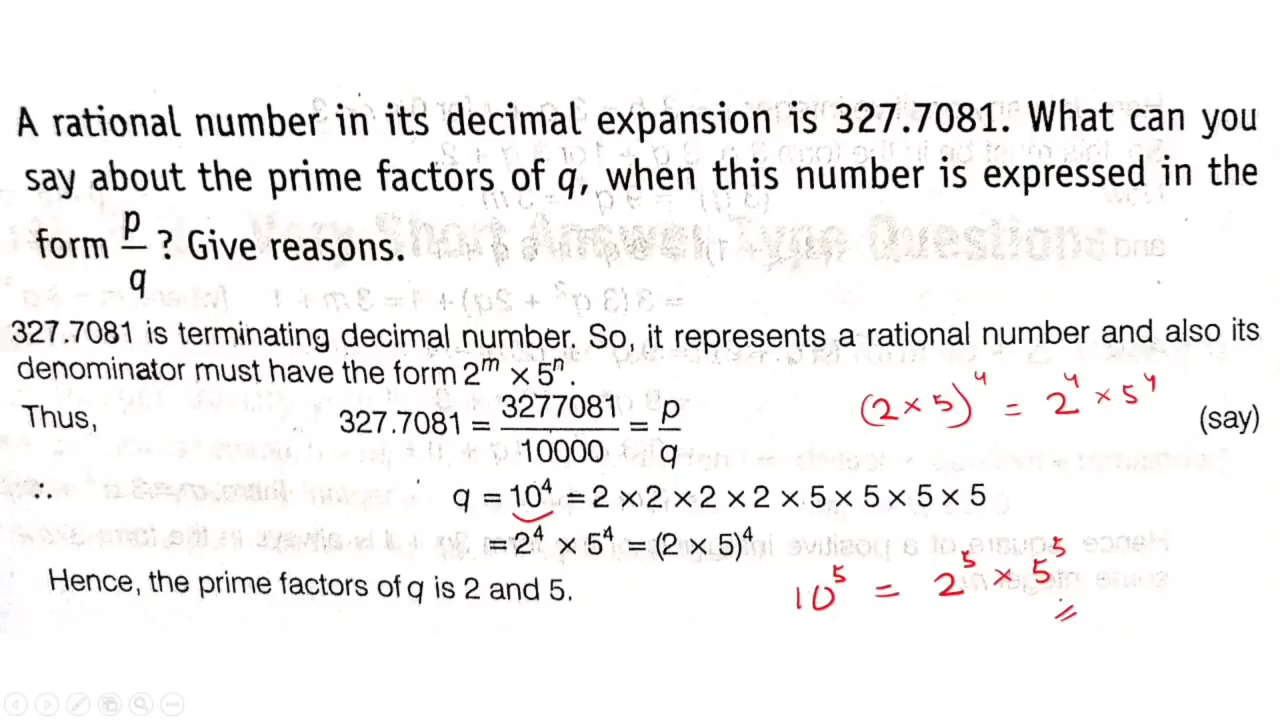 A rational number in its decimal expansion is 327.7081. What can you
say about the prime factors of q, when this number is expressed in the
form p/q ? Give reasons.
327.7081 is terminating decimal number. So, it represents a rational number and also its
denominator must have the form 2^m × 5^n.
(2 × 5)^4 = 2^4 × 5^4
Thus, 327.7081 = 3277081/10000 = p/q (say)
∴ q = 10^4 = 2 × 2 × 2 × 2 × 5 × 5 × 5 × 5
= 2^4 × 5^4 = (2 × 5)^4
Hence, the prime factors of q is 2 and 5.
10^5 = 2^5 × 5^5